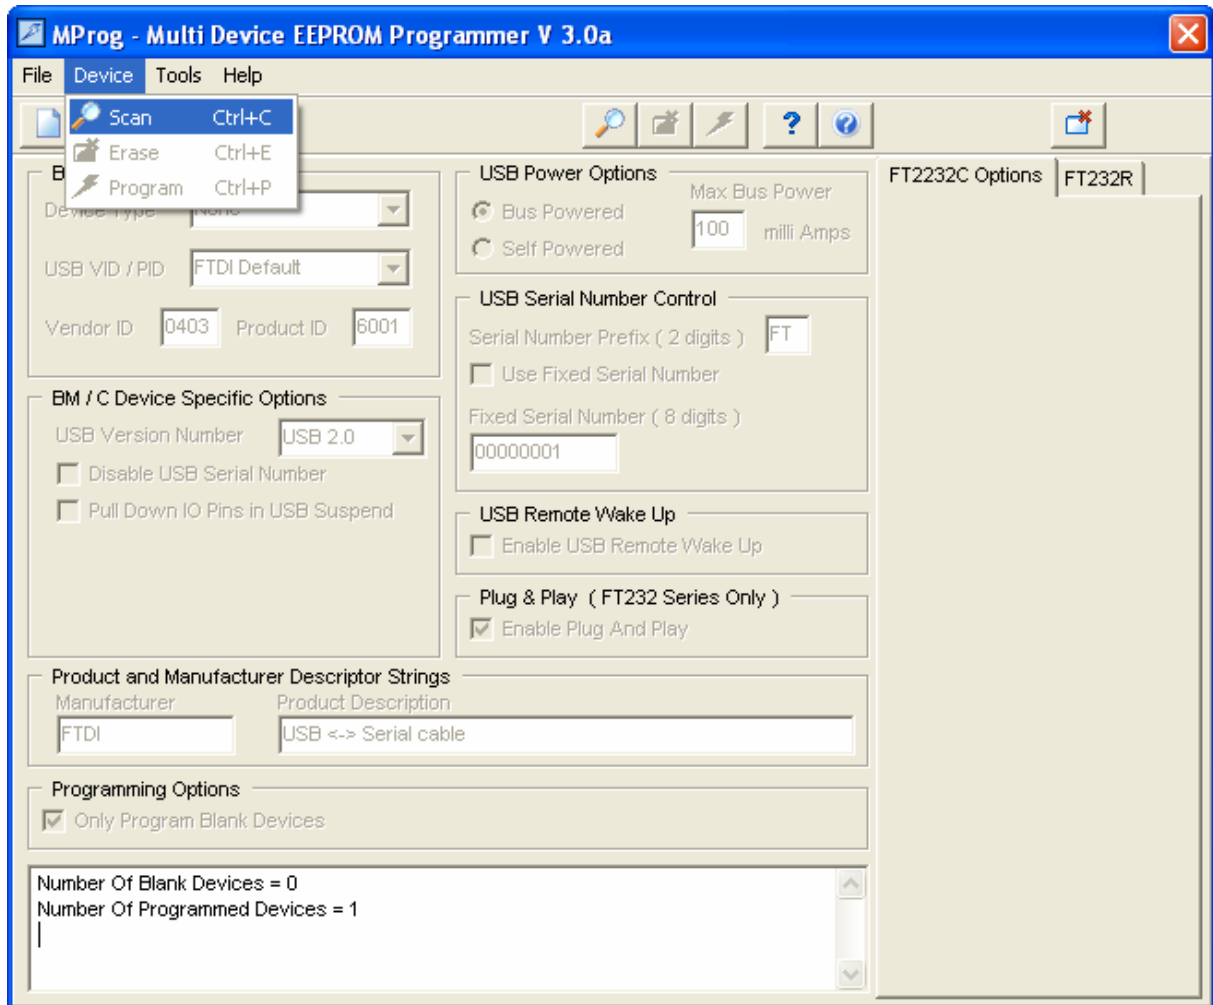 MProg - Multi Device EEPROM Programmer V 3.0a
File Device Tools Help
Scan Ctrl+C
Erase Ctrl+E
Program Ctrl+P
B
Device Type None
USB VID / PID FTDI Default
Vendor ID 0403 Product ID 6001
BM / C Device Specific Options
USB Version Number USB 2.0
Disable USB Serial Number
Pull Down IO Pins in USB Suspend
USB Power Options
Bus Powered
Self Powered
Max Bus Power
100 milli Amps
USB Serial Number Control
Serial Number Prefix ( 2 digits ) FT
Use Fixed Serial Number
Fixed Serial Number ( 8 digits )
00000001
USB Remote Wake Up
Enable USB Remote Wake Up
Plug & Play ( FT232 Series Only )
Enable Plug And Play
FT2232C Options FT232R
Product and Manufacturer Descriptor Strings
Manufacturer Product Description
FTDI USB <-> Serial cable
Programming Options
Only Program Blank Devices
Number Of Blank Devices = 0
Number Of Programmed Devices = 1